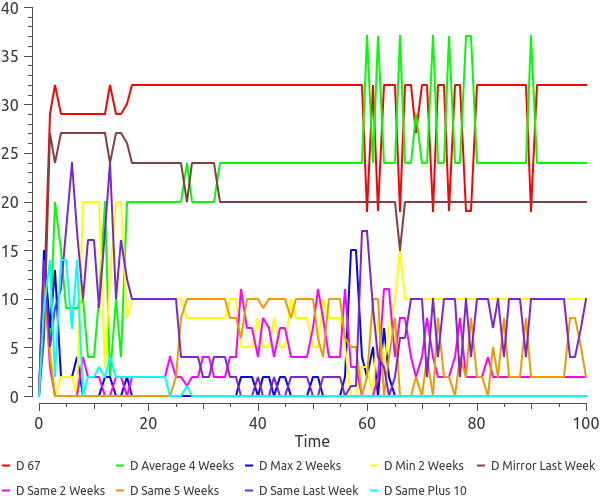 40
35
30
25
20
15
10
5
0
0 20 40 60 80 100
Time
D 67 D Average 4 Weeks D Max 2 Weeks D Min 2 Weeks D Mirror Last Week
D Same 2 Weeks D Same 5 Weeks D Same Last Week D Same Plus 10